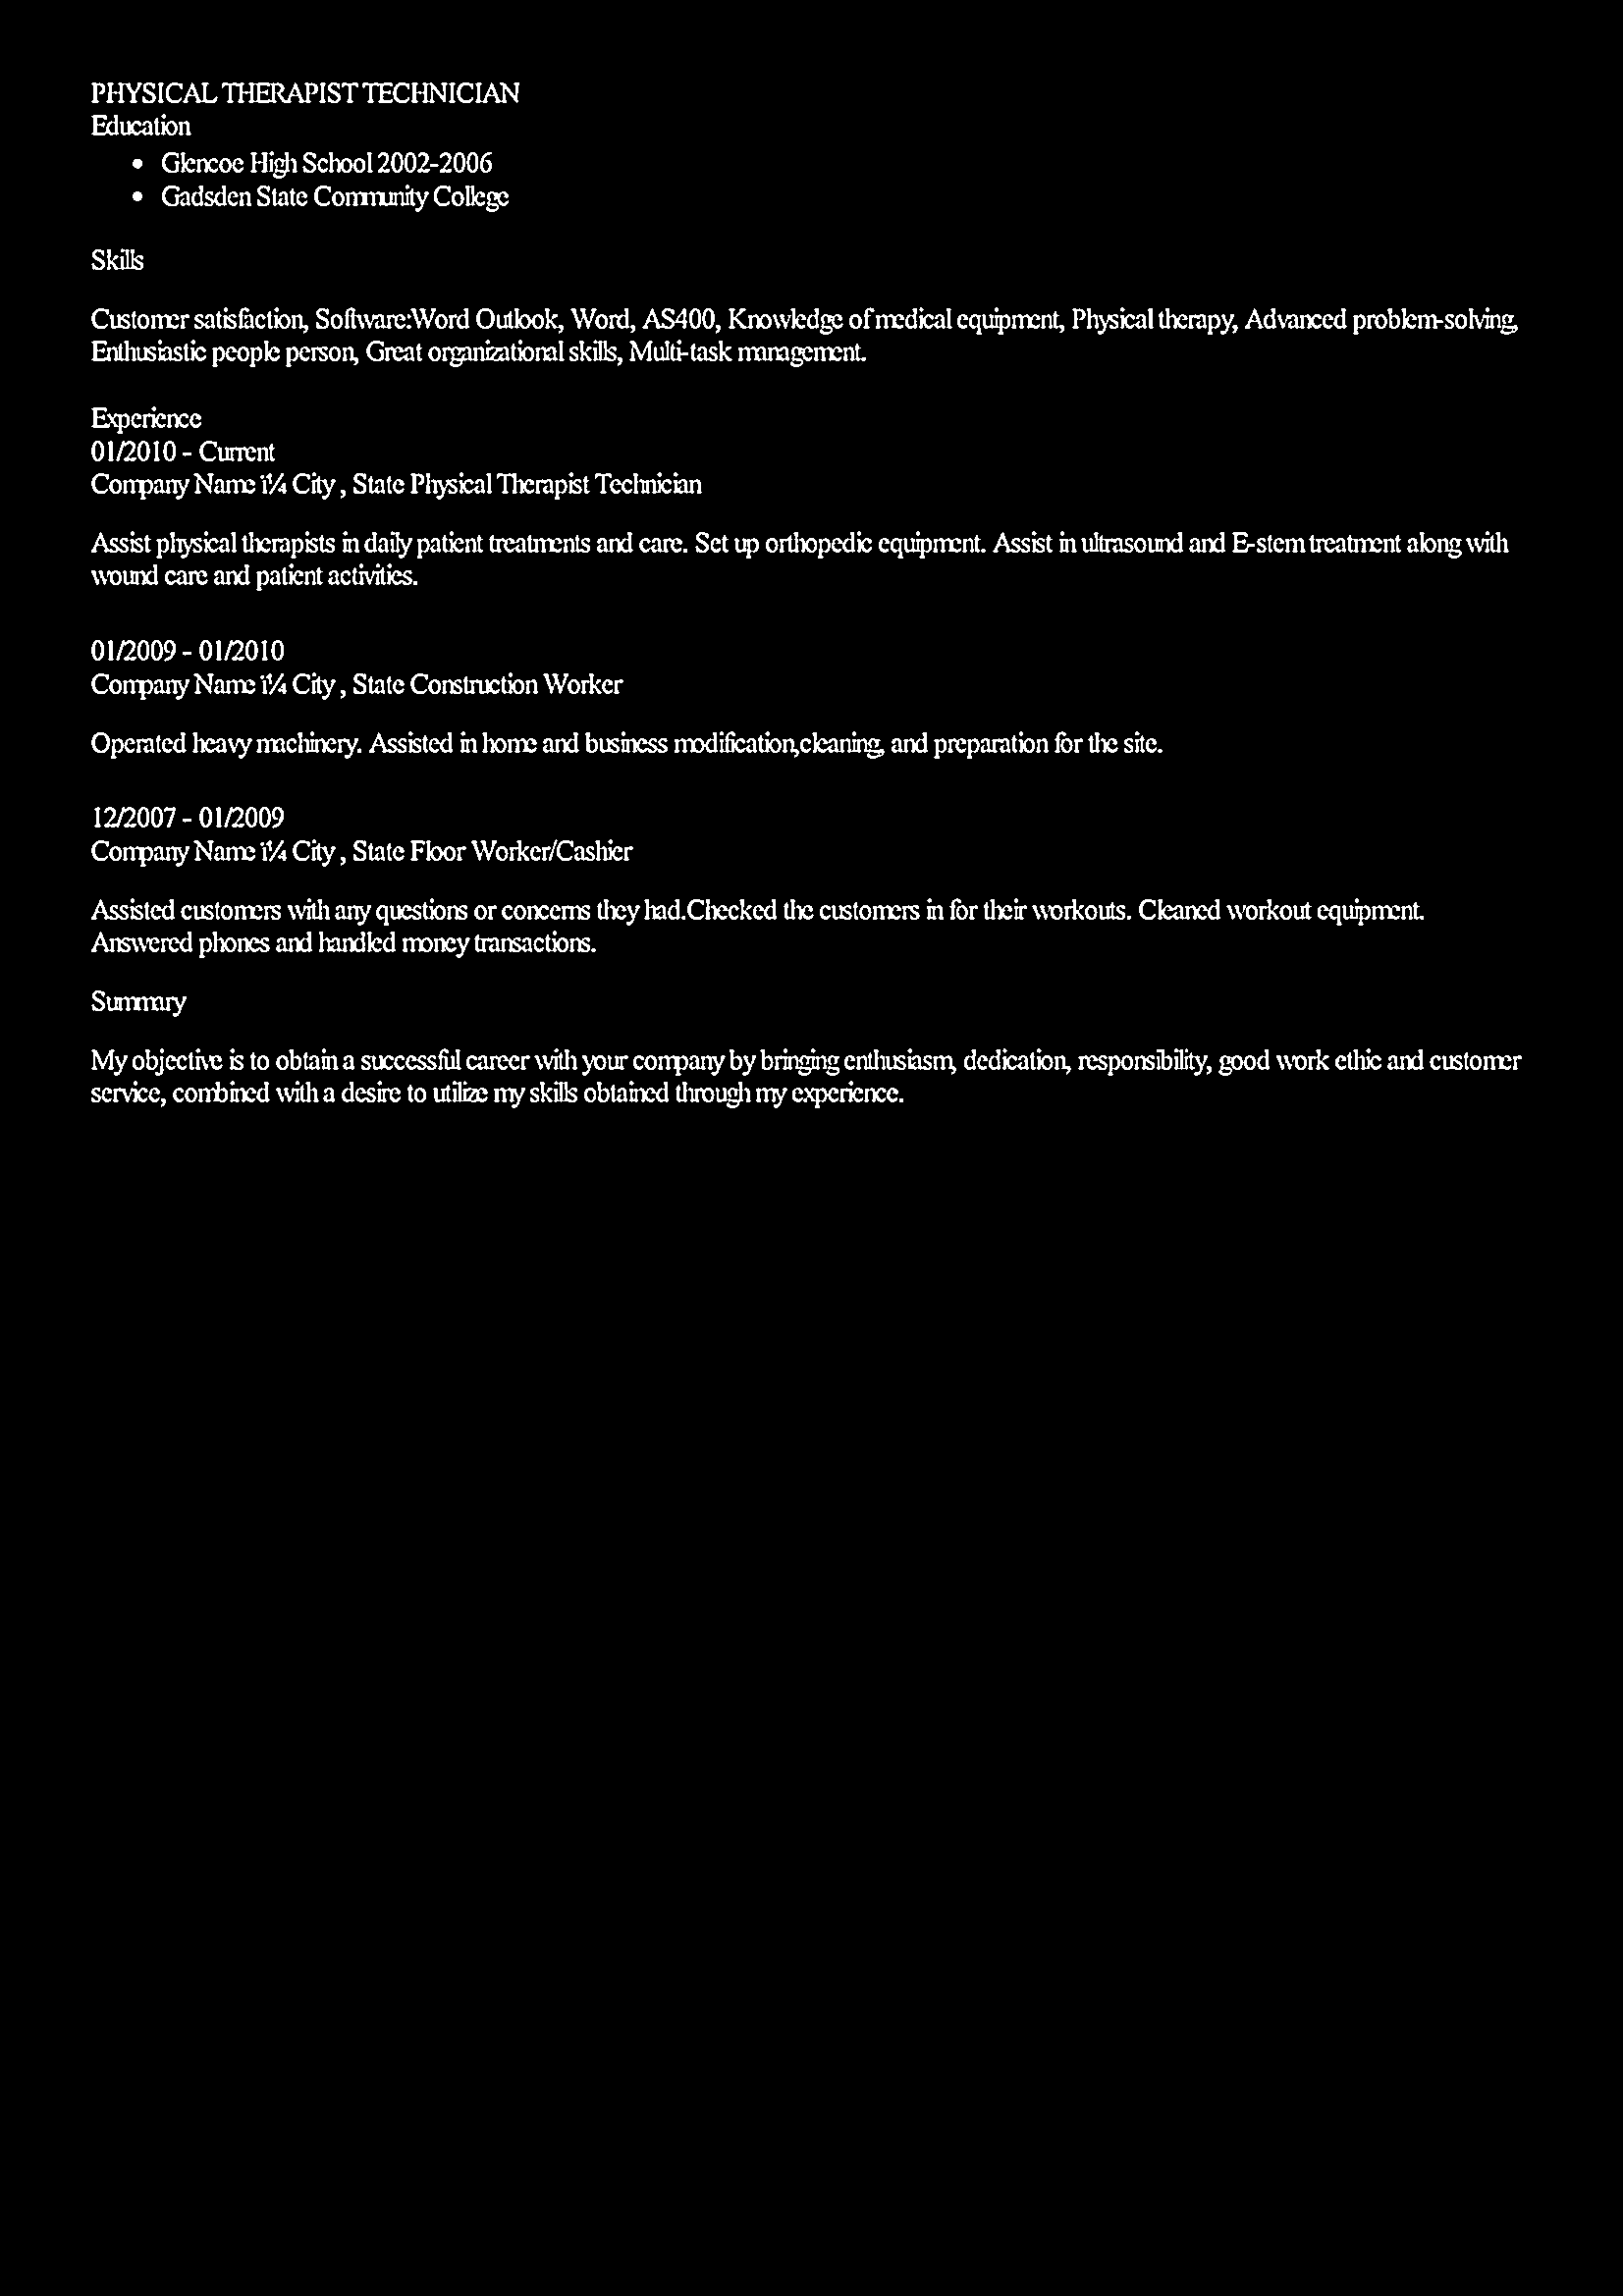 PHYSICAL THERAPIST TECHNICIAN
Education
• Glencoe High School 2002-2006
• Gadsden State Community College
Skills
Customer satisfaction, Software:Word Outlook, Word, AS400, Knowledge of medical equipment, Physical therapy, Advanced problem-solving,
Enthusiastic people person, Great organizational skills, Multi-task management.
Experience
01/2010 - Current
Company Name ï¼ City , State Physical Therapist Technician
Assist physical therapists in daily patient treatments and care. Set up orthopedic equipment. Assist in ultrasound and E-stem treatment along with
wound care and patient activities.
01/2009 - 01/2010
Company Name ï¼ City , State Construction Worker
Operated heavy machinery. Assisted in home and business modification,cleaning, and preparation for the site.
12/2007 - 01/2009
Company Name ï¼ City , State Floor Worker/Cashier
Assisted customers with any questions or concerns they had.Checked the customers in for their workouts. Cleaned workout equipment.
Answered phones and handled money transactions.
Summary
My objective is to obtain a successful career with your company by bringing enthusiasm, dedication, responsibility, good work ethic and customer
service, combined with a desire to utilize my skills obtained through my experience.